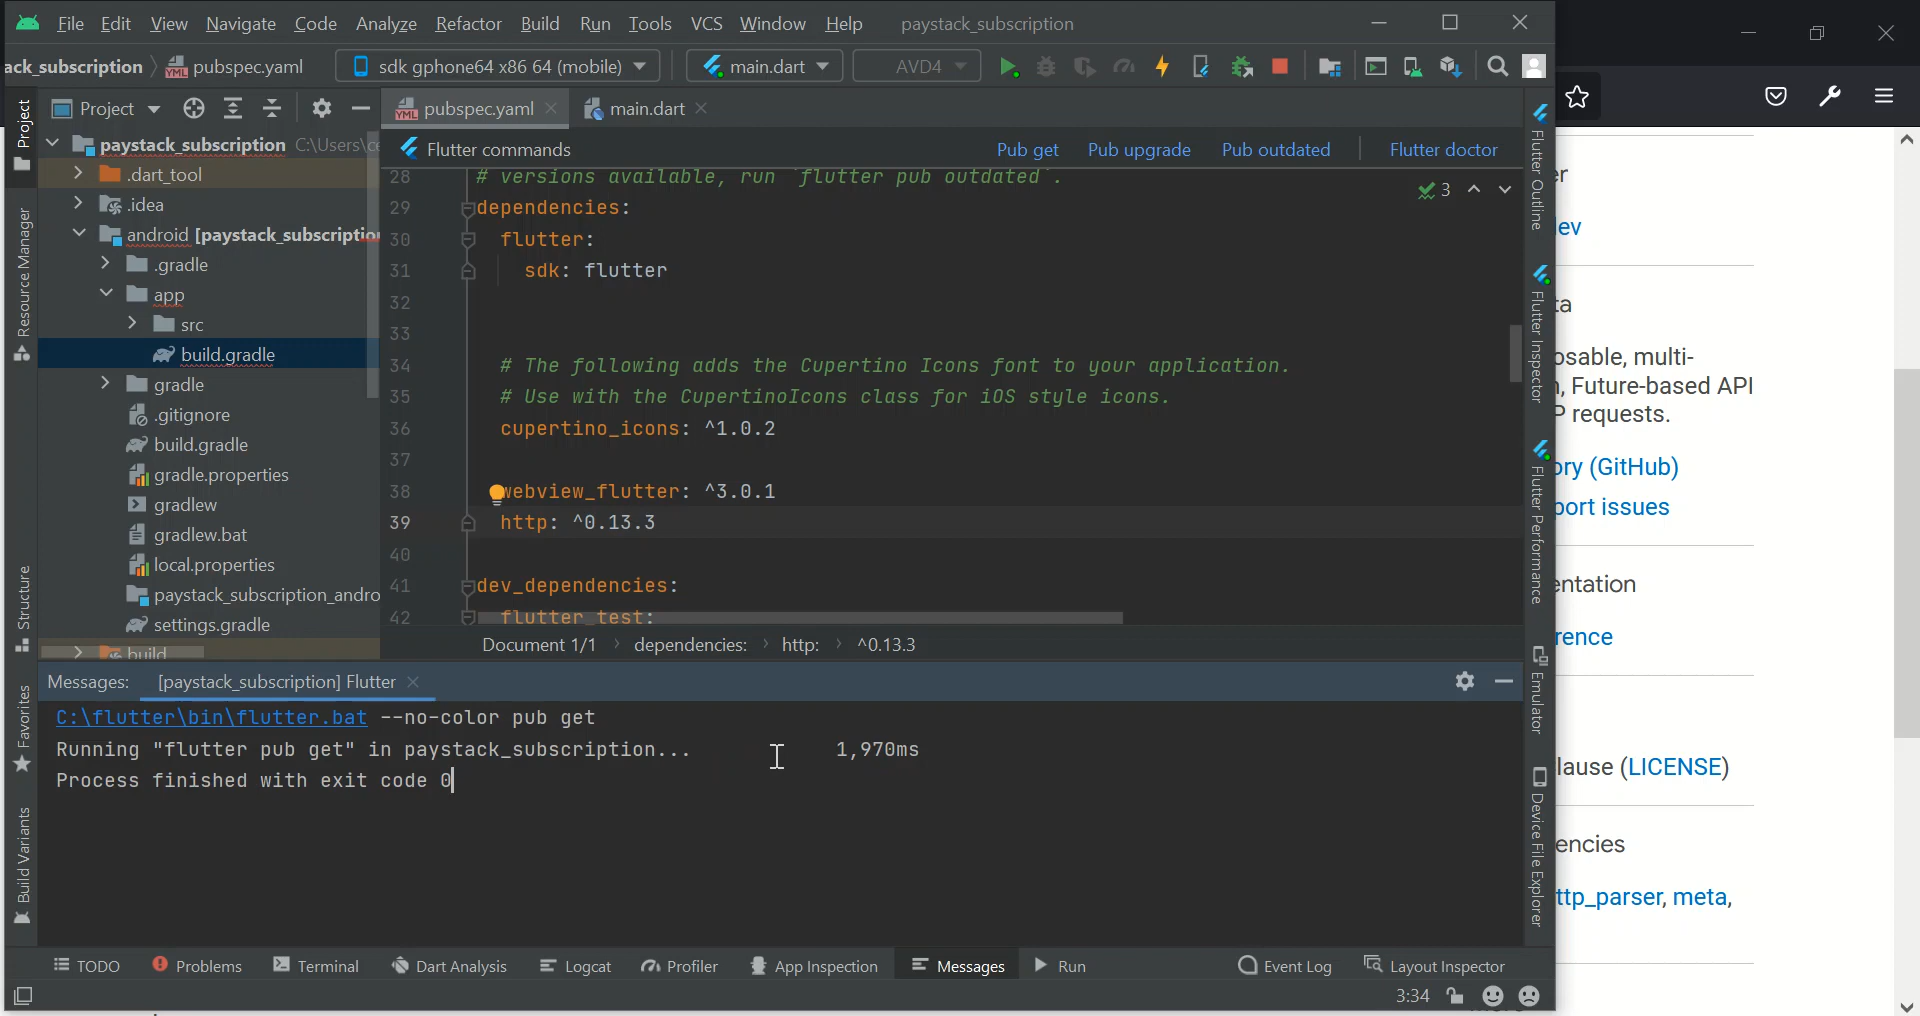 File Edit View Navigate Code Analyze Refactor Build Run Tools VCS Window Help paystack_subscription
ack_subscription pubspec.yaml sdk gphone64 x86 64 (mobile) main.dart AVD4
Project
Resource Manager
Structure
Favorites
Build Variants
Project
paystack_subscription C:\Users\ce
.dart_tool
.idea
android [paystack_subscription
.gradle
app
src
build.gradle
gradle
.gitignore
build.gradle
gradle.properties
gradlew
gradlew.bat
local.properties
paystack_subscription_andro
settings.gradle
build
pubspec.yaml main.dart
Flutter commands Pub get Pub upgrade Pub outdated Flutter doctor
3
28 # versions available, run `flutter pub outdated`.
29 dependencies:
30 flutter:
31 sdk: flutter
32
33
34 # The following adds the Cupertino Icons font to your application.
35 # Use with the CupertinoIcons class for iOS style icons.
36 cupertino_icons: ^1.0.2
37
38 webview_flutter: ^3.0.1
39 http: ^0.13.3
40
41 dev_dependencies:
42 flutter_test:
Document 1/1 dependencies: http: ^0.13.3
Messages: [paystack_subscription] Flutter
C:\flutter\bin\flutter.bat --no-color pub get
Running "flutter pub get" in paystack_subscription... 1,970ms
Process finished with exit code 0
TODO Problems Terminal Dart Analysis Logcat Profiler App Inspection Messages Run Event Log Layout Inspector
3:34
Flutter Outline
Flutter Inspector
Flutter Performance
Emulator
Device File Explorer
er
lev
ta
osable, multi-
, Future-based API
P requests.
ory (GitHub)
port issues
entation
rence
lause (LICENSE)
encies
ttp_parser, meta,